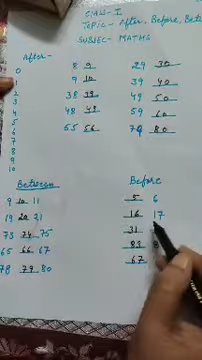 CLASS - I
Topic - After, Before, Betw
SUBJEC - MATHS
After -
0
1
2
3
4
5
6
7
8
9
10
8 9
9 10
38 39
48 49
55 56
29 30
39 40
49 50
59 60
79 80
Between
9 10 11
19 20 21
73 74 75
65 66 67
78 79 80
Before
5 6
16 17
31
83
67